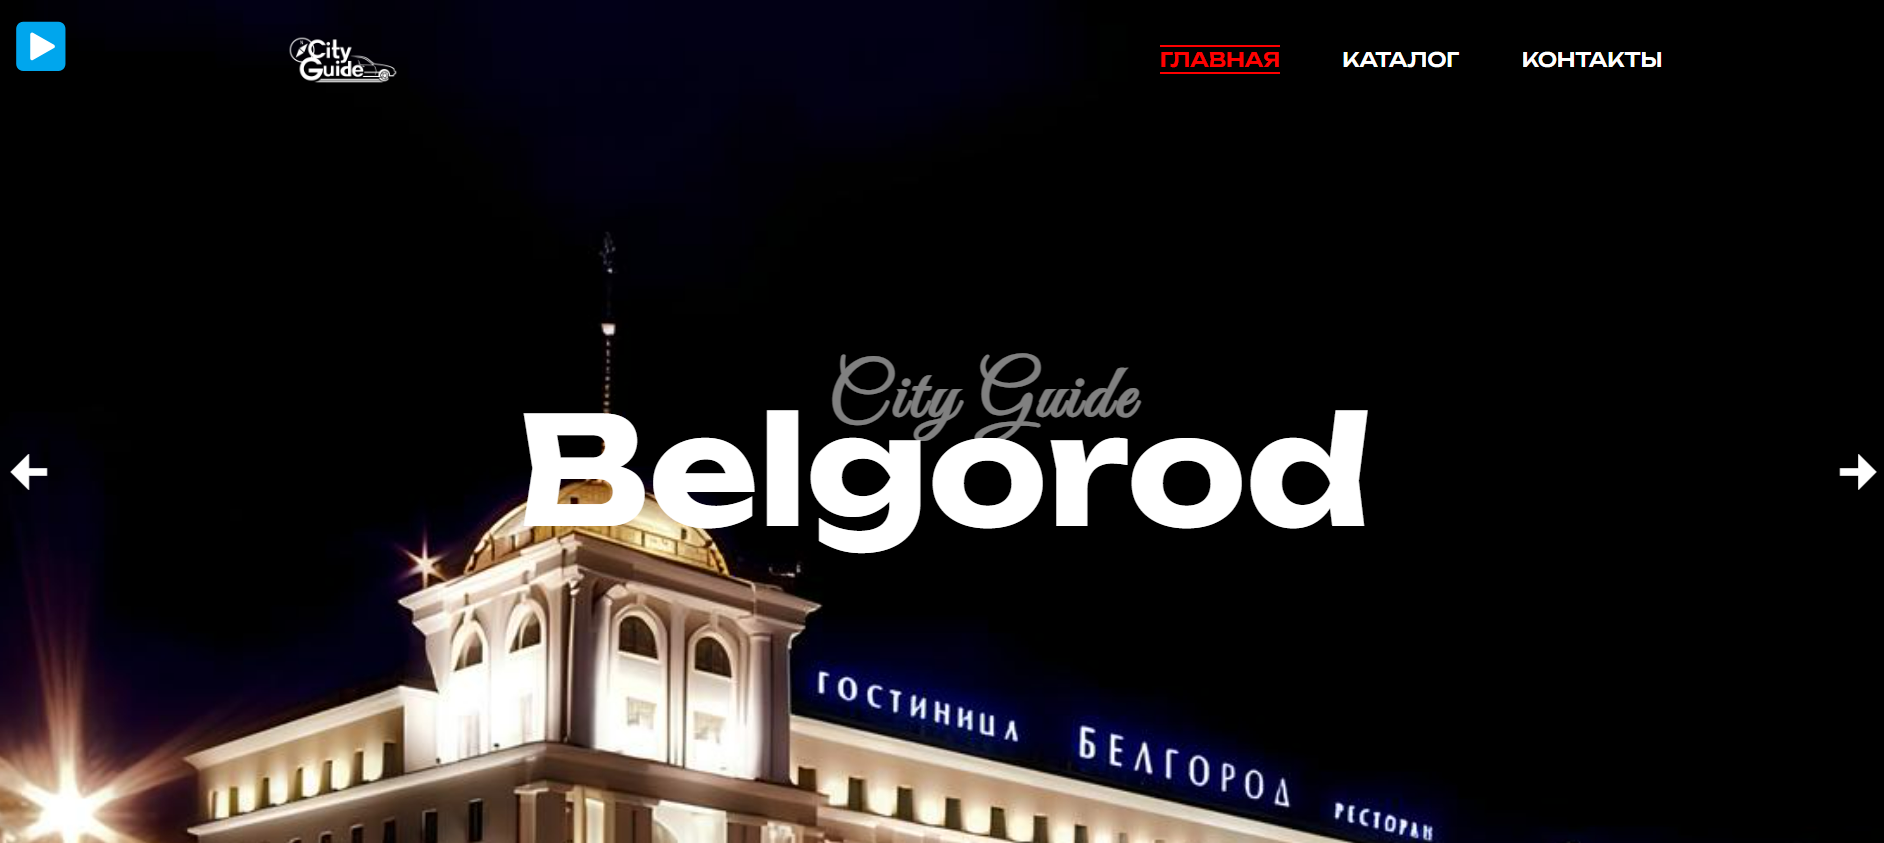 City
Guide
ГЛАВНАЯ
КАТАЛОГ
КОНТАКТЫ
City Guide
Belgorod
ГОСТИНИЦА БЕЛГОРОД РЕСТОРАН